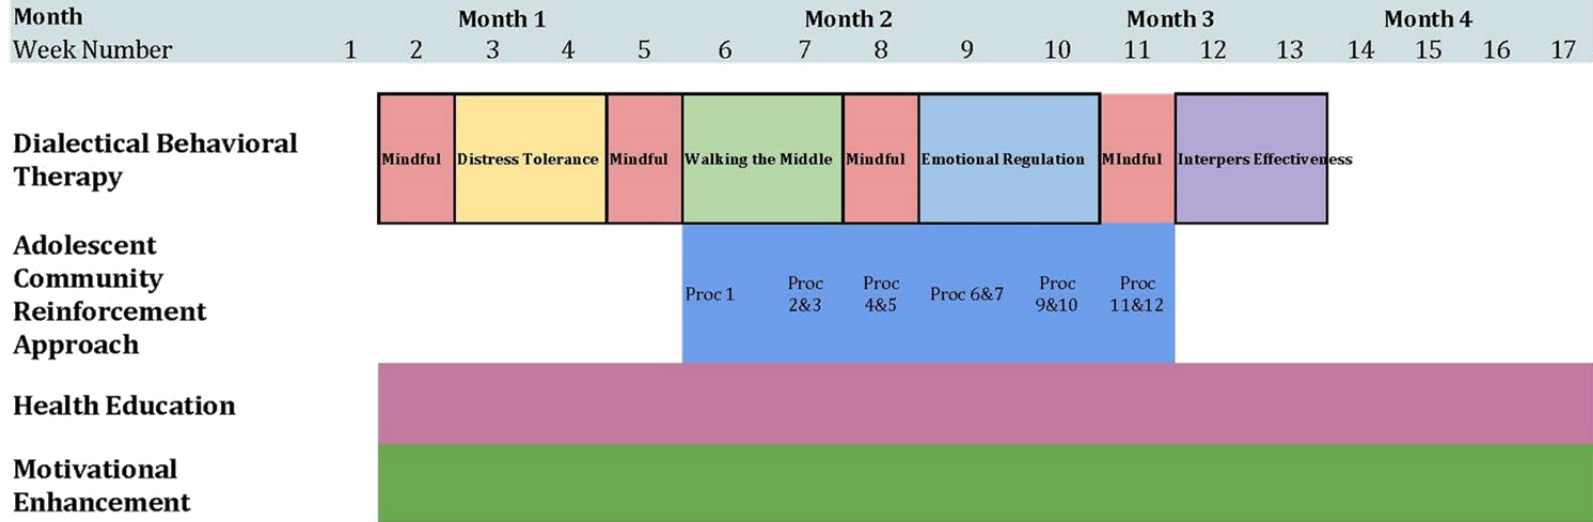 Month Month 1 Month 2 Month 3 Month 4
Week Number 1 2 3 4 5 6 7 8 9 10 11 12 13 14 15 16 17
Dialectical Behavioral
Therapy
Mindful Distress Tolerance Mindful Walking the Middle Mindful Emotional Regulation MIndful Interpers Effectiveness
Adolescent
Community
Reinforcement
Approach
Proc 1
Proc
2&3
Proc
4&5
Proc 6&7
Proc
9&10
Proc
11&12
Health Education
Motivational
Enhancement